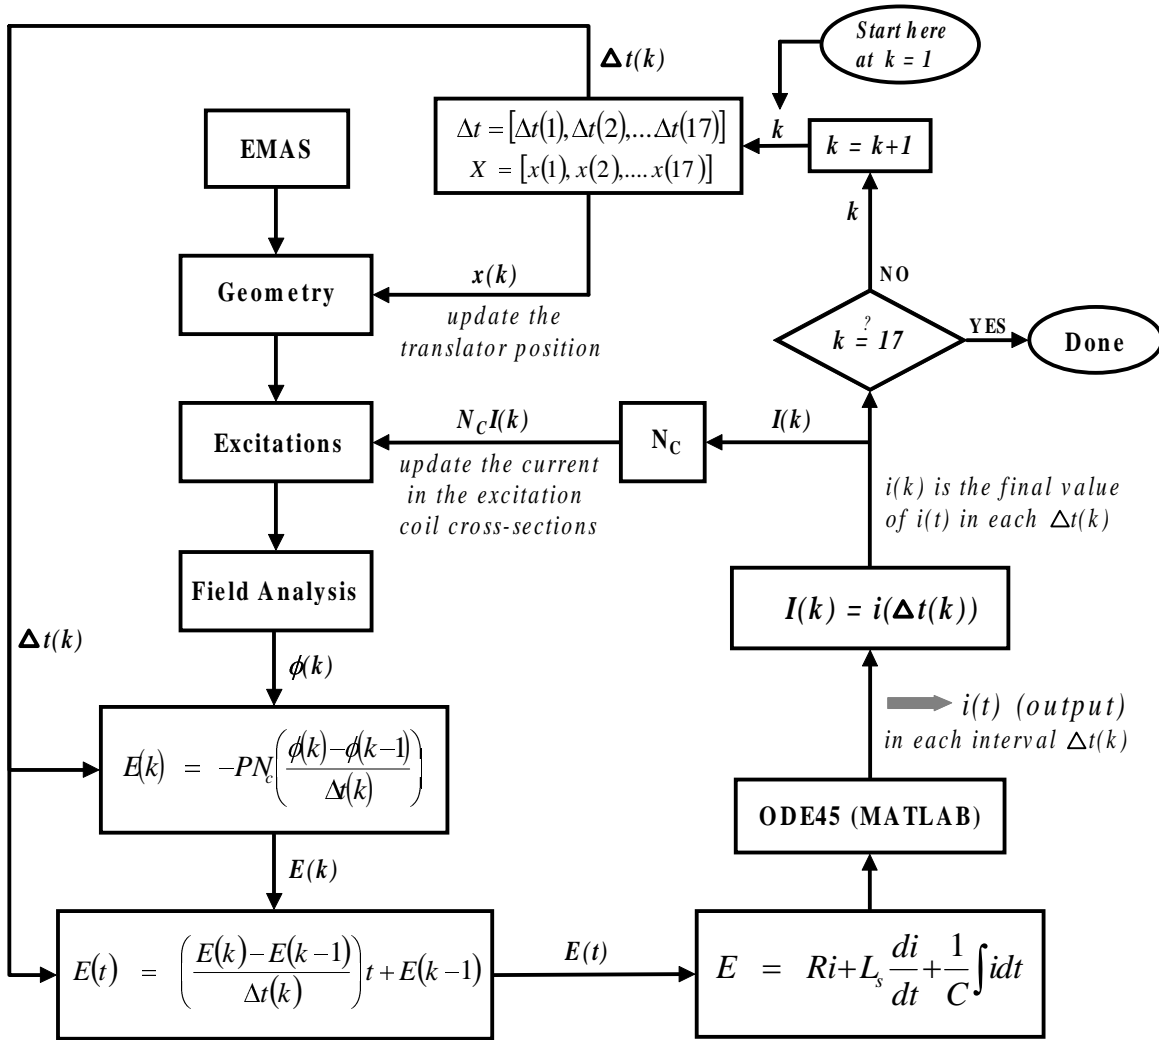 Start here
at k = 1
Δt(k)
Δt = [Δt(1), Δt(2),... Δt(17)]
X = [x(1), x(2),.... x(17)]
k
k = k+1
EMAS
k
NO
Geometry
x(k)
update the
translator position
k ?= 17
YES
Done
Excitations
N_C I(k)
N_C
I(k)
update the current
in the excitation
coil cross-sections
i(k) is the final value
of i(t) in each Δt(k)
Field Analysis
I(k) = i(Δt(k))
Δt(k)
ϕ(k)
i(t) (output)
in each interval Δt(k)
E(k) = -PN_c((ϕ(k)-ϕ(k-1))/Δt(k))
ODE45 (MATLAB)
E(k)
E(t) = ((E(k)-E(k-1))/Δt(k)) t + E(k-1)
E(t)
E = Ri + L_s di/dt + 1/C ∫idt